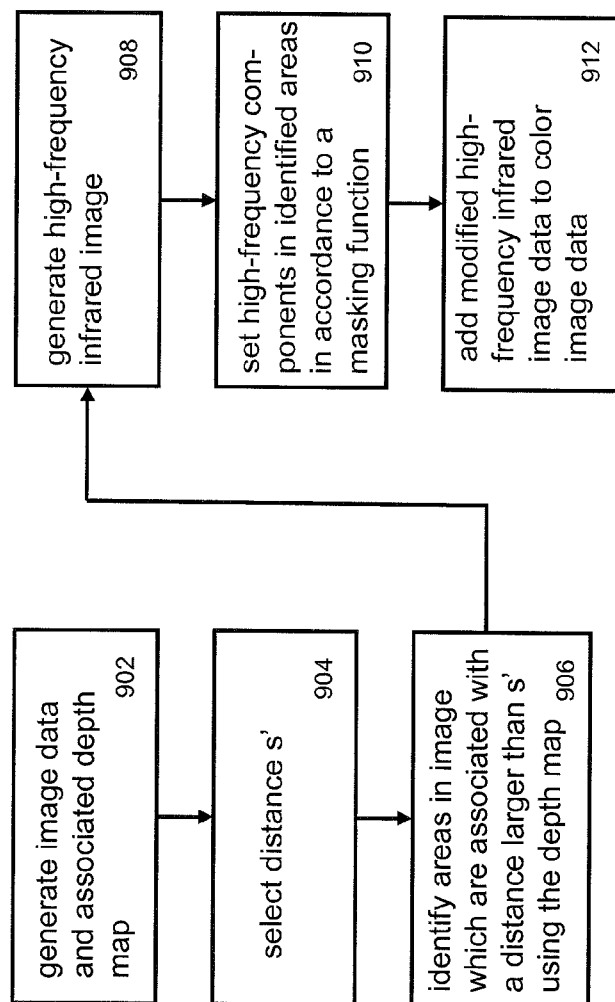 generate image data
and associated depth
map
902
select distance s'
904
identify areas in image
which are associated with
a distance larger than s'
using the depth map
906
generate high-frequency
infrared image
908
set high-frequency com-
ponents in identified areas
in accordance to a
masking function
910
add modified high-
frequency infrared
image data to color
image data
912